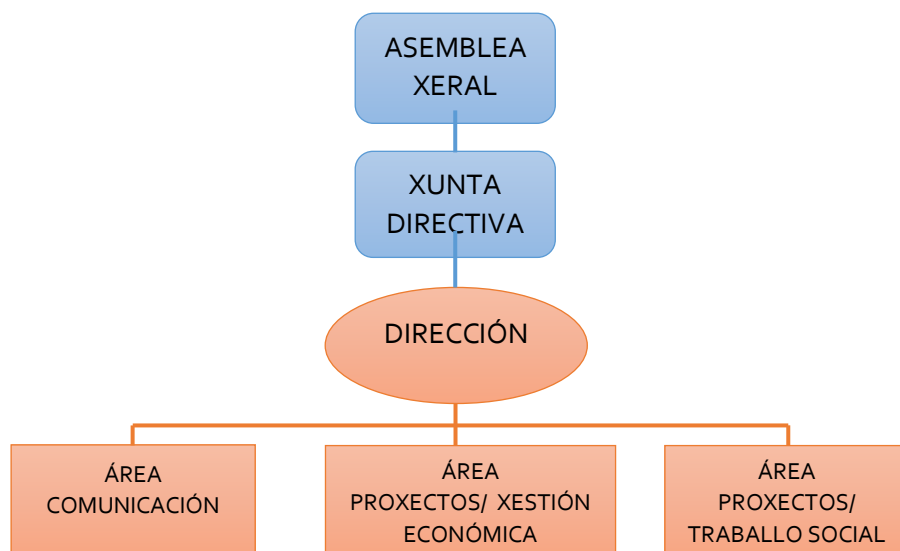 ASEMBLEA
XERAL
XUNTA
DIRECTIVA
DIRECCIÓN
ÁREA
COMUNICACIÓN
ÁREA
PROXECTOS/ XESTIÓN
ECONÓMICA
ÁREA
PROXECTOS/
TRABALLO SOCIAL